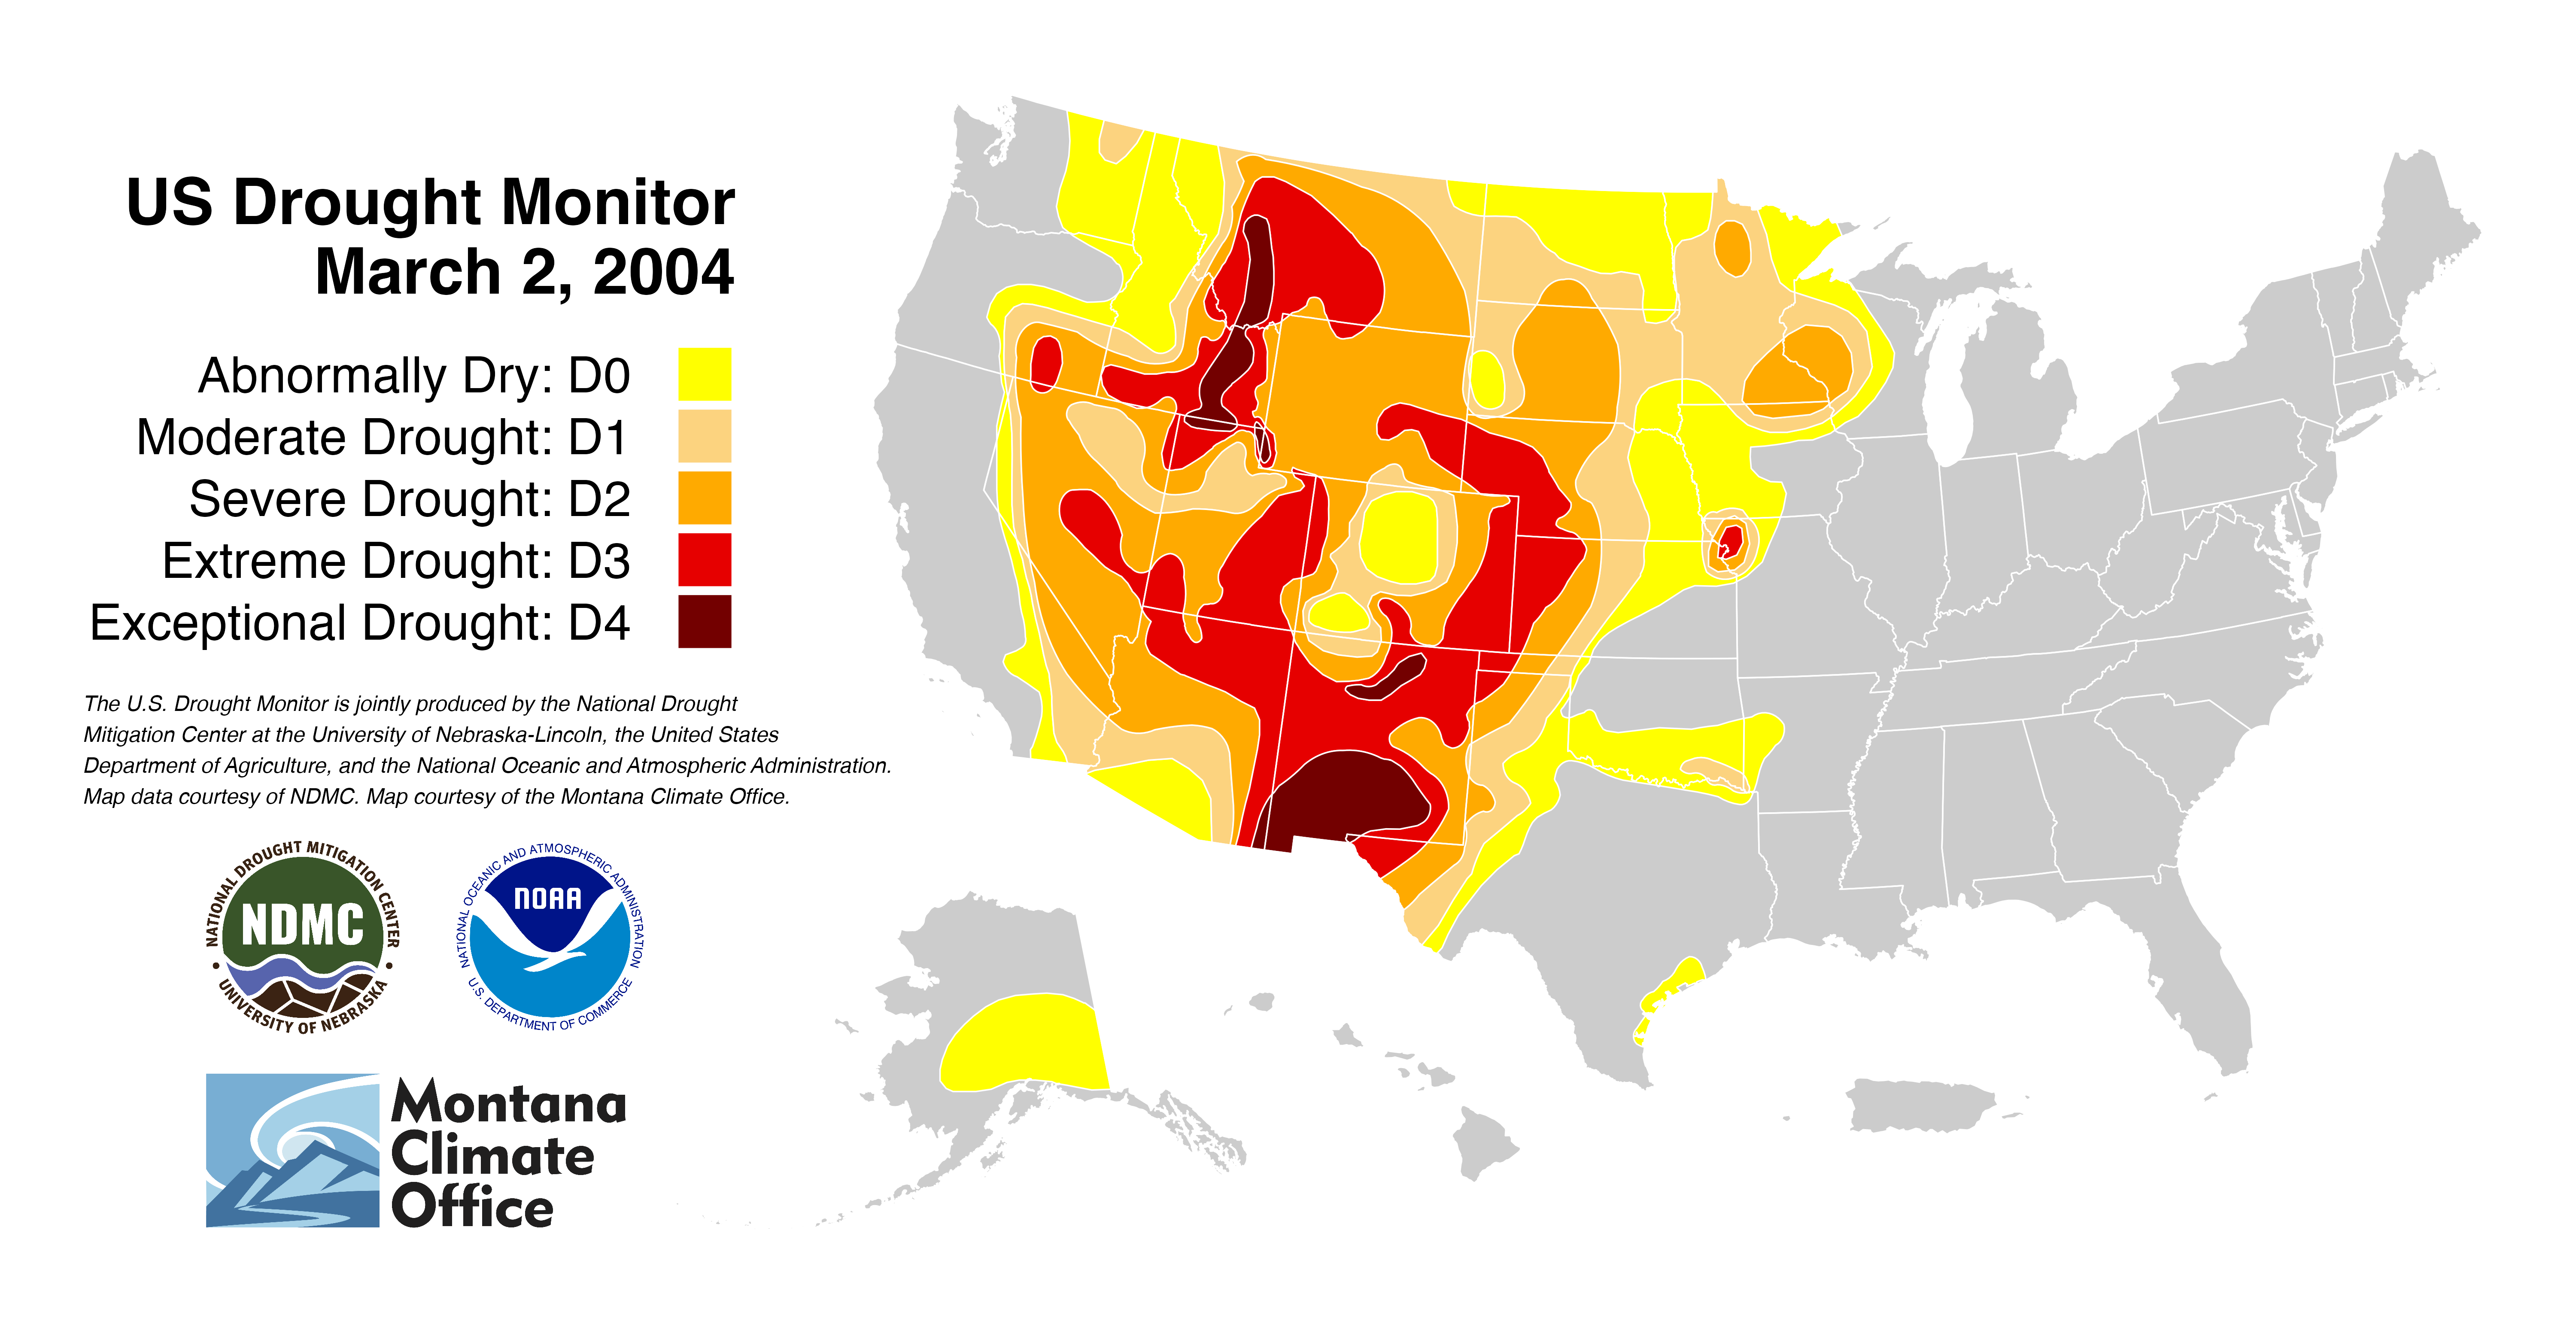 US Drought Monitor
March 2, 2004
Abnormally Dry: D0
Moderate Drought: D1
Severe Drought: D2
Extreme Drought: D3
Exceptional Drought: D4
The U.S. Drought Monitor is jointly produced by the National Drought
Mitigation Center at the University of Nebraska-Lincoln, the United States
Department of Agriculture, and the National Oceanic and Atmospheric Administration.
Map data courtesy of NDMC. Map courtesy of the Montana Climate Office.
NATIONAL DROUGHT MITIGATION CENTER
NDMC
• UNIVERSITY OF NEBRASKA •
NATIONAL OCEANIC AND ATMOSPHERIC ADMINISTRATION
NOAA
U.S. DEPARTMENT OF COMMERCE
Montana
Climate
Office